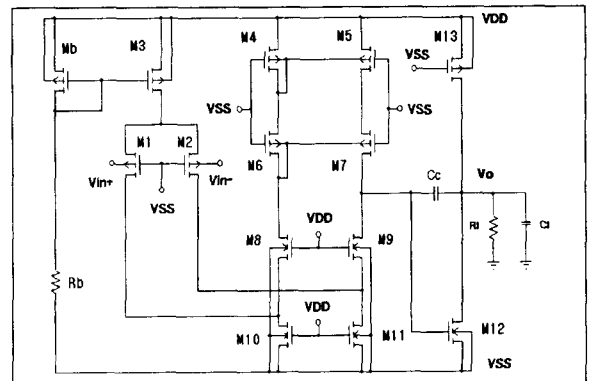 VDD
Mb
M3
M4
M5
M13
VSS
VSS
VSS
M1
M2
M6
M7
Vin+
Vin-
VSS
Cc
Vo
VDD
Rl
Cl
M8
M9
Rb
VDD
M10
M11
M12
VSS